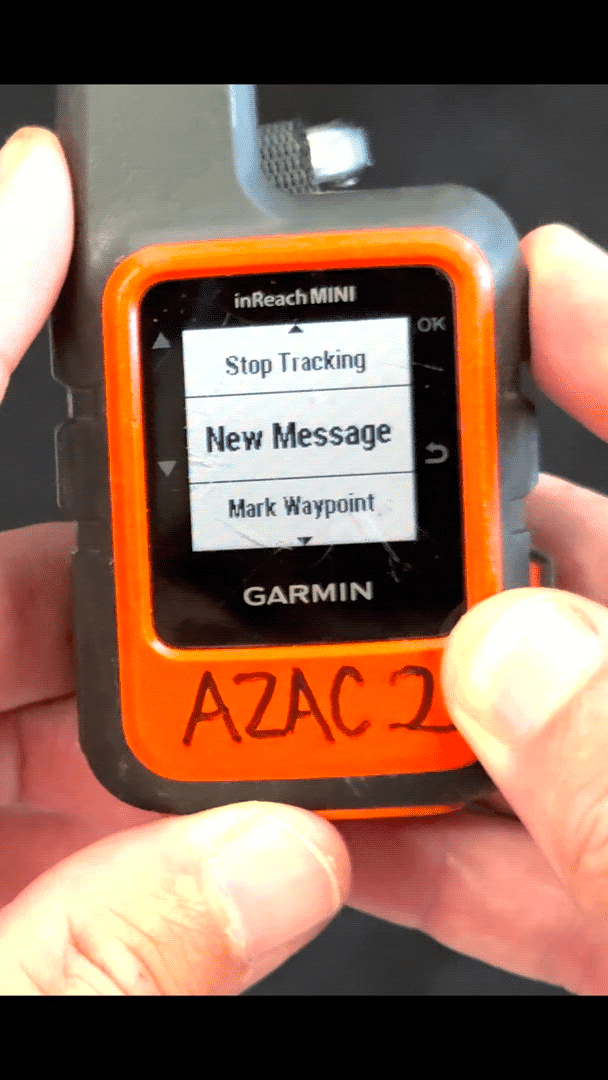 inReach MINI
OK
Stop Tracking
New Message
Mark Waypoint
GARMIN
AZAC 2